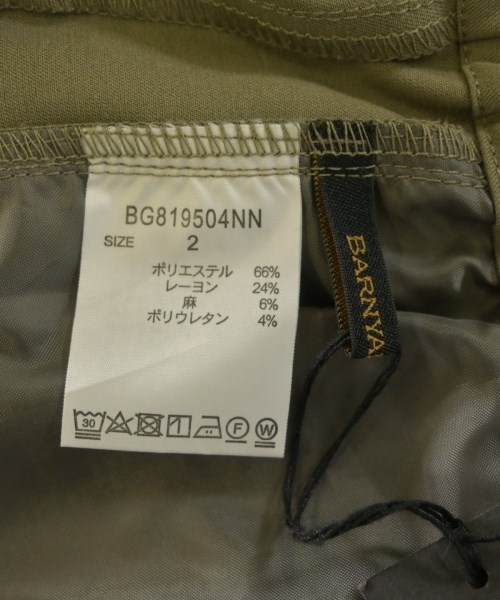 BG819504NN
SIZE 2
ポリエステル 66%
レーヨン 24%
麻 6%
ポリウレタン 4%
30 F W
BARNYA